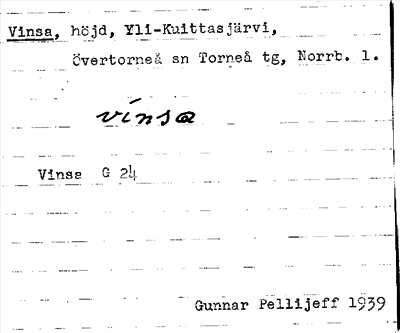 Vinsa, höjd, Yli-Kuittasjärvi,
Övertorneå sn Torneå tg, Norrb. l.
vinsa
Vinsa G 24
Gunnar Pellijeff 1939